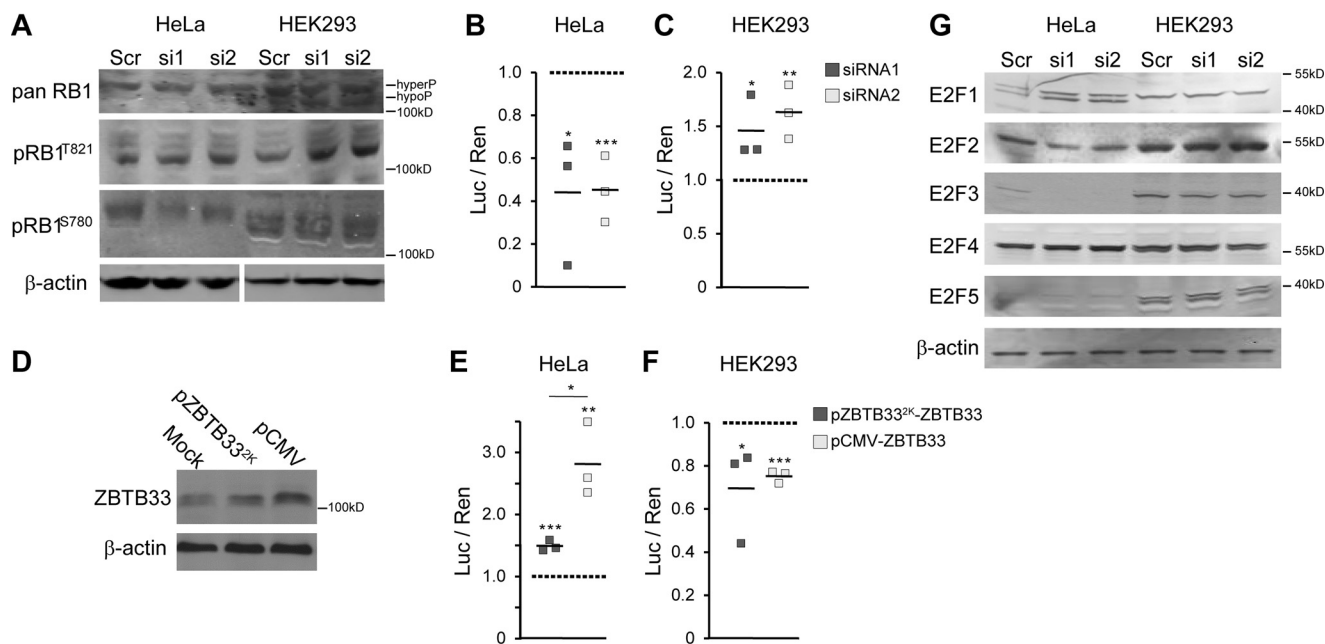 A
HeLa HEK293
Scr si1 si2 Scr si1 si2
pan RB1
hyperP
hypoP
100kD
pRB1T821
100kD
pRB1S780
100kD
β-actin
B
HeLa
Luc / Ren
1.0
0.8
0.6
0.4
0.2
0
*
***
C
HEK293
Luc / Ren
2.0
1.5
1.0
0.5
0
*
**
siRNA1
siRNA2
D
Mock
pZBTB332K
pCMV
ZBTB33
100kD
β-actin
E
HeLa
Luc / Ren
3.0
2.0
1.0
0
*
**
***
F
HEK293
Luc / Ren
1.0
0.8
0.6
0.4
0.2
0
*
***
pZBTB332K-ZBTB33
pCMV-ZBTB33
G
HeLa HEK293
Scr si1 si2 Scr si1 si2
E2F1
55kD
40kD
E2F2
55kD
E2F3
40kD
E2F4
55kD
E2F5
40kD
β-actin